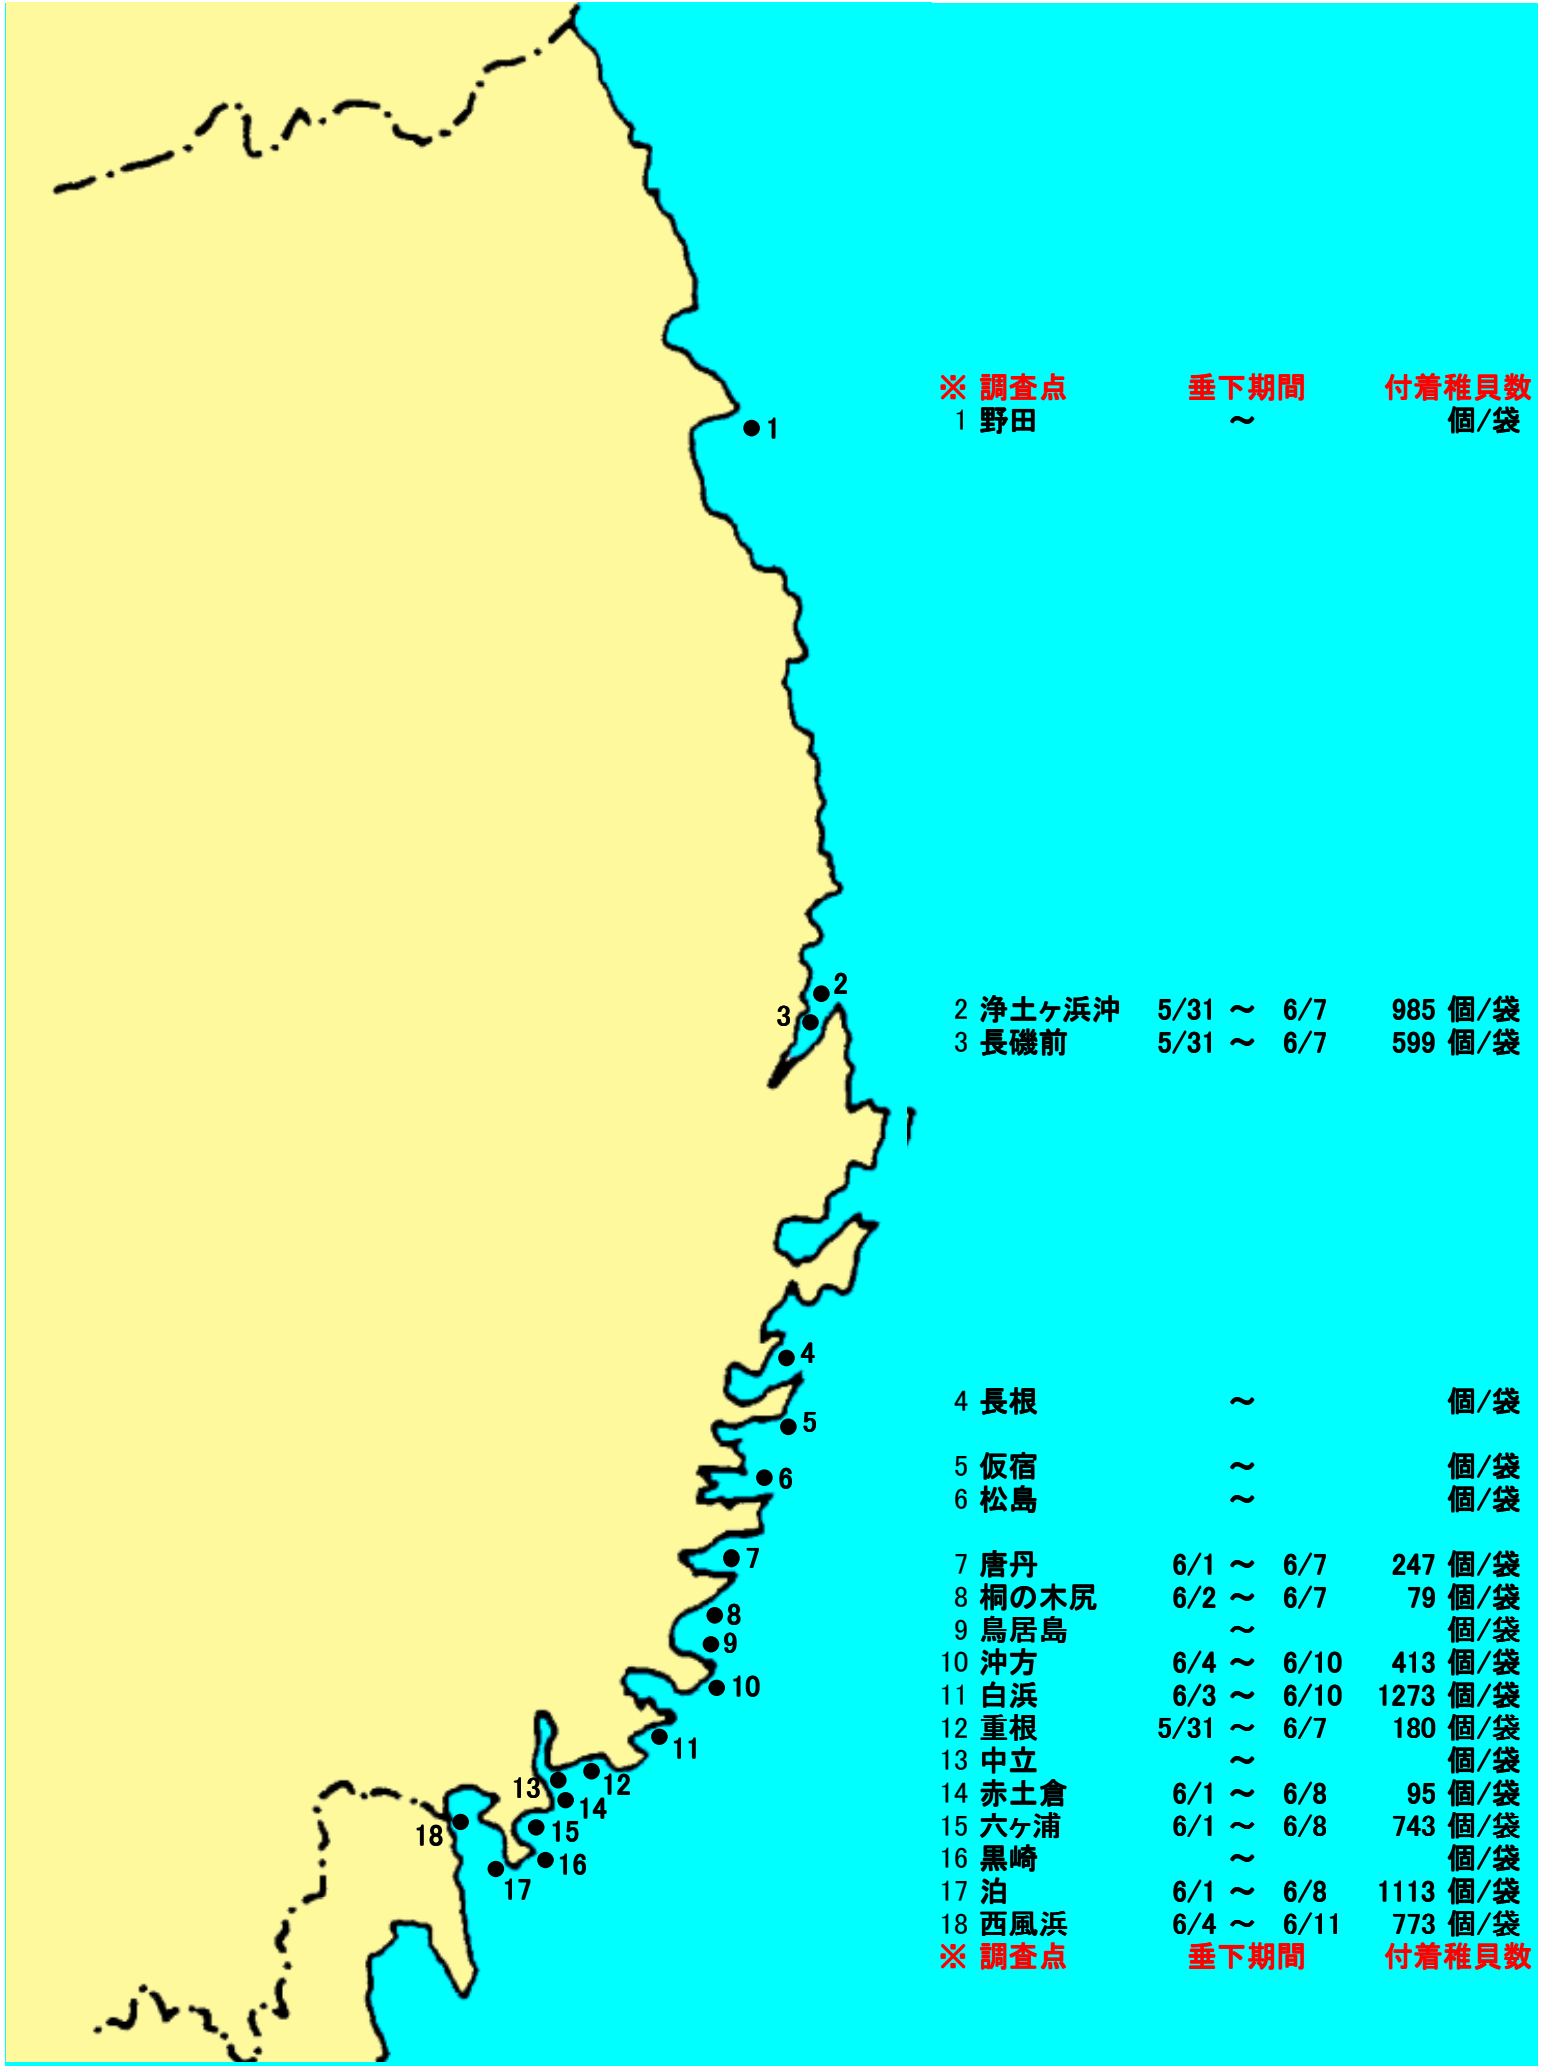 ※ 調査点 垂下期間 付着稚貝数
1 野田 ～ 個/袋
1
2
3
2 浄土ヶ浜沖 5/31 ～ 6/7 985 個/袋
3 長磯前 5/31 ～ 6/7 599 個/袋
4
4 長根 ～ 個/袋
5
5 仮宿 ～ 個/袋
6
6 松島 ～ 個/袋
7
7 唐丹 6/1 ～ 6/7 247 個/袋
8 桐の木尻 6/2 ～ 6/7 79 個/袋
8
9 鳥居島 ～ 個/袋
9
10 沖方 6/4 ～ 6/10 413 個/袋
10
11 白浜 6/3 ～ 6/10 1273 個/袋
12 重根 5/31 ～ 6/7 180 個/袋
11
13 中立 ～ 個/袋
13
12
14 赤土倉 6/1 ～ 6/8 95 個/袋
14
15 六ヶ浦 6/1 ～ 6/8 743 個/袋
18
15
16 黒崎 ～ 個/袋
16
17 泊 6/1 ～ 6/8 1113 個/袋
17
18 西風浜 6/4 ～ 6/11 773 個/袋
※ 調査点 垂下期間 付着稚貝数